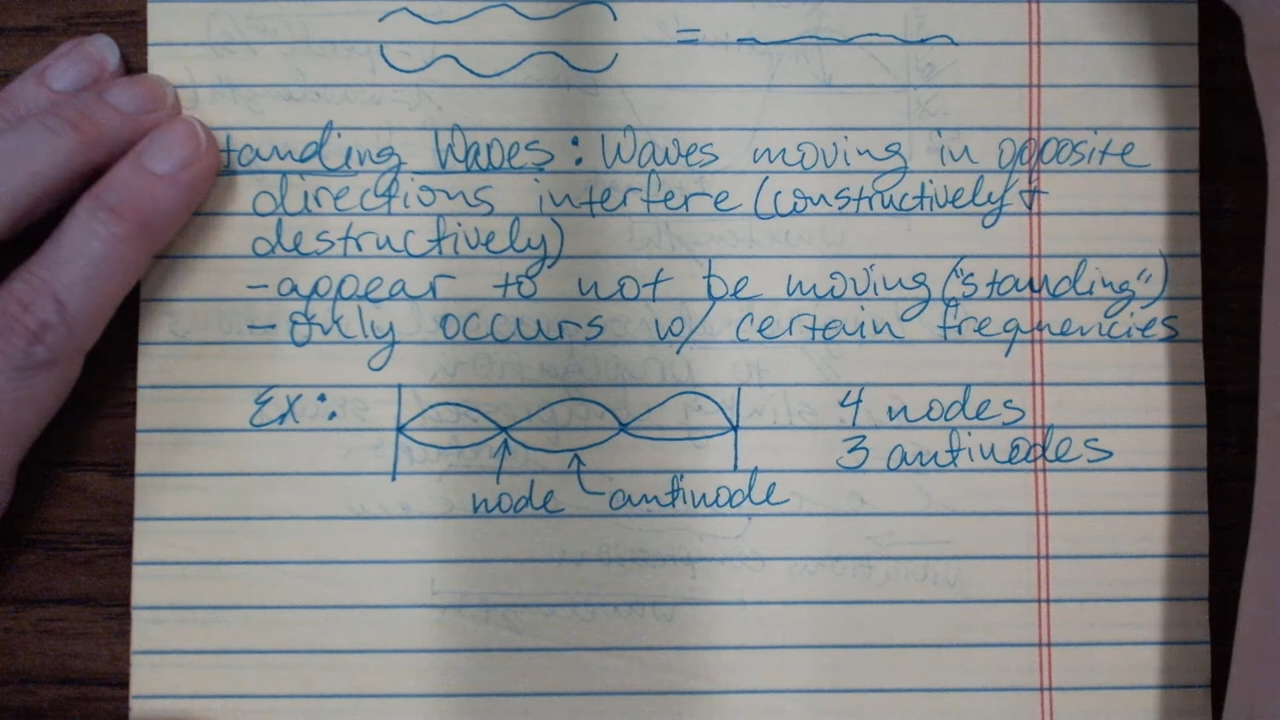 =
tanding Waves: Waves moving in opposite
directions interfere (constructively +
destructively)
- appear to not be moving ("standing")
- only occurs w/ certain frequencies
Ex: 4 nodes
3 antinodes
node antinode